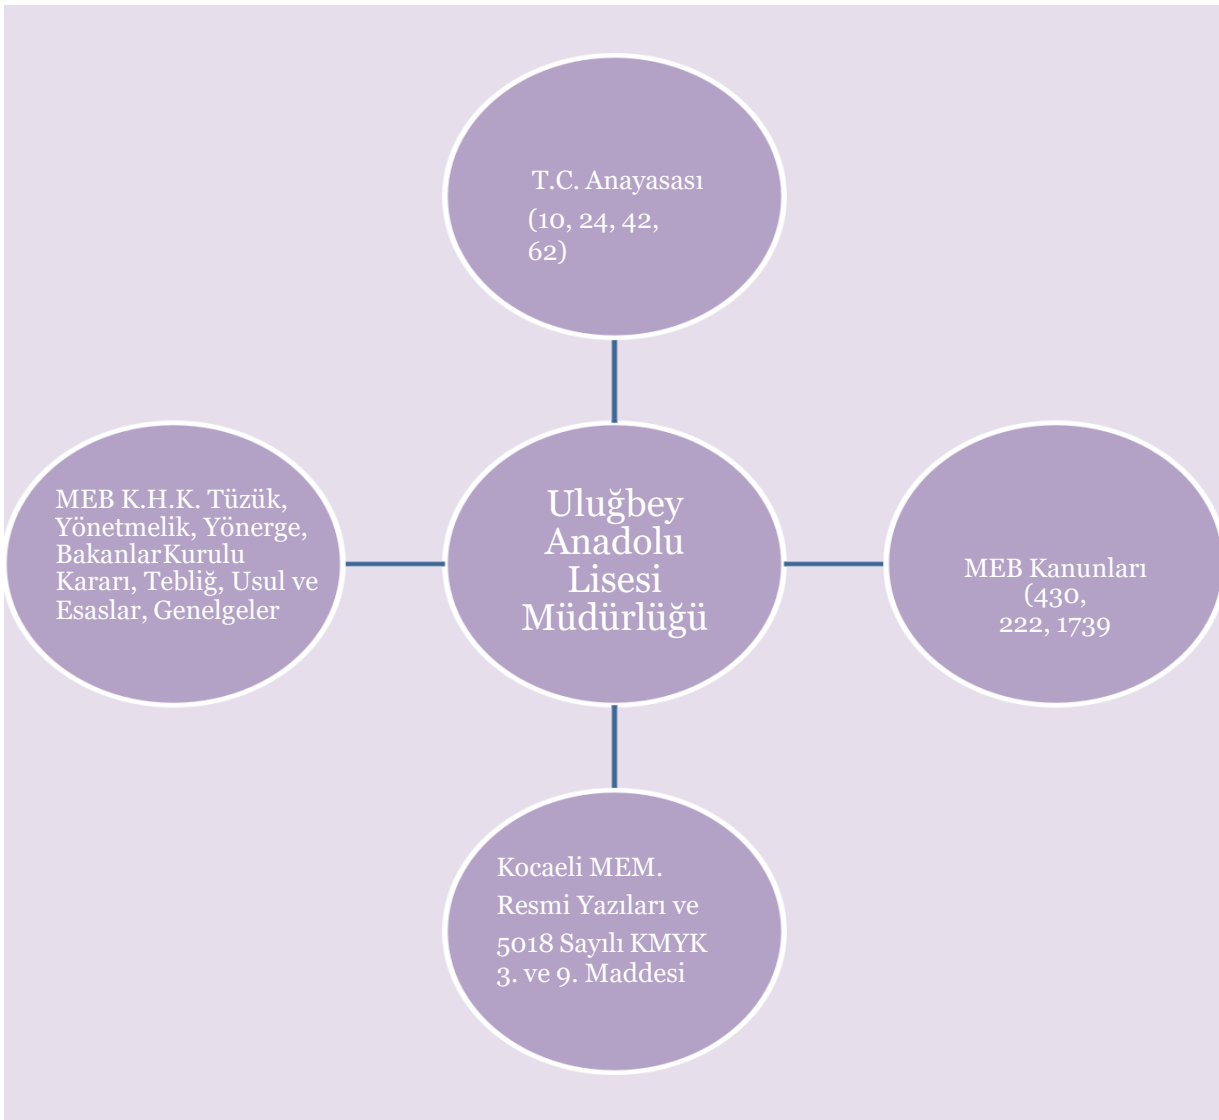 T.C. Anayasası
(10, 24, 42,
62)
MEB K.H.K. Tüzük,
Yönetmelik, Yönerge,
BakanlarKurulu
Kararı, Tebliğ, Usul ve
Esaslar, Genelgeler
Uluğbey
Anadolu
Lisesi
Müdürlüğü
MEB Kanunları
(430,
222, 1739
Kocaeli MEM.
Resmi Yazıları ve
5018 Sayılı KMYK
3. ve 9. Maddesi